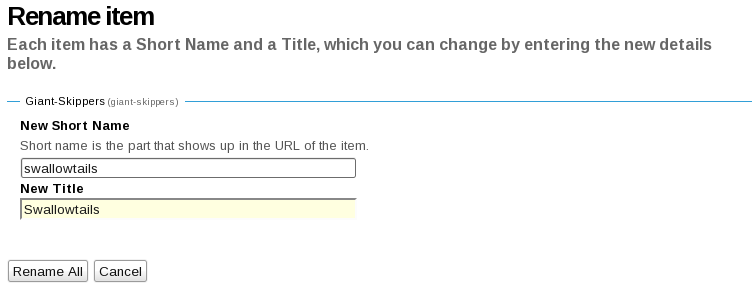 Rename item
Each item has a Short Name and a Title, which you can change by entering the new details
below.
Giant-Skippers (giant-skippers)
New Short Name
Short name is the part that shows up in the URL of the item.
swallowtails
New Title
Swallowtails
Rename All Cancel